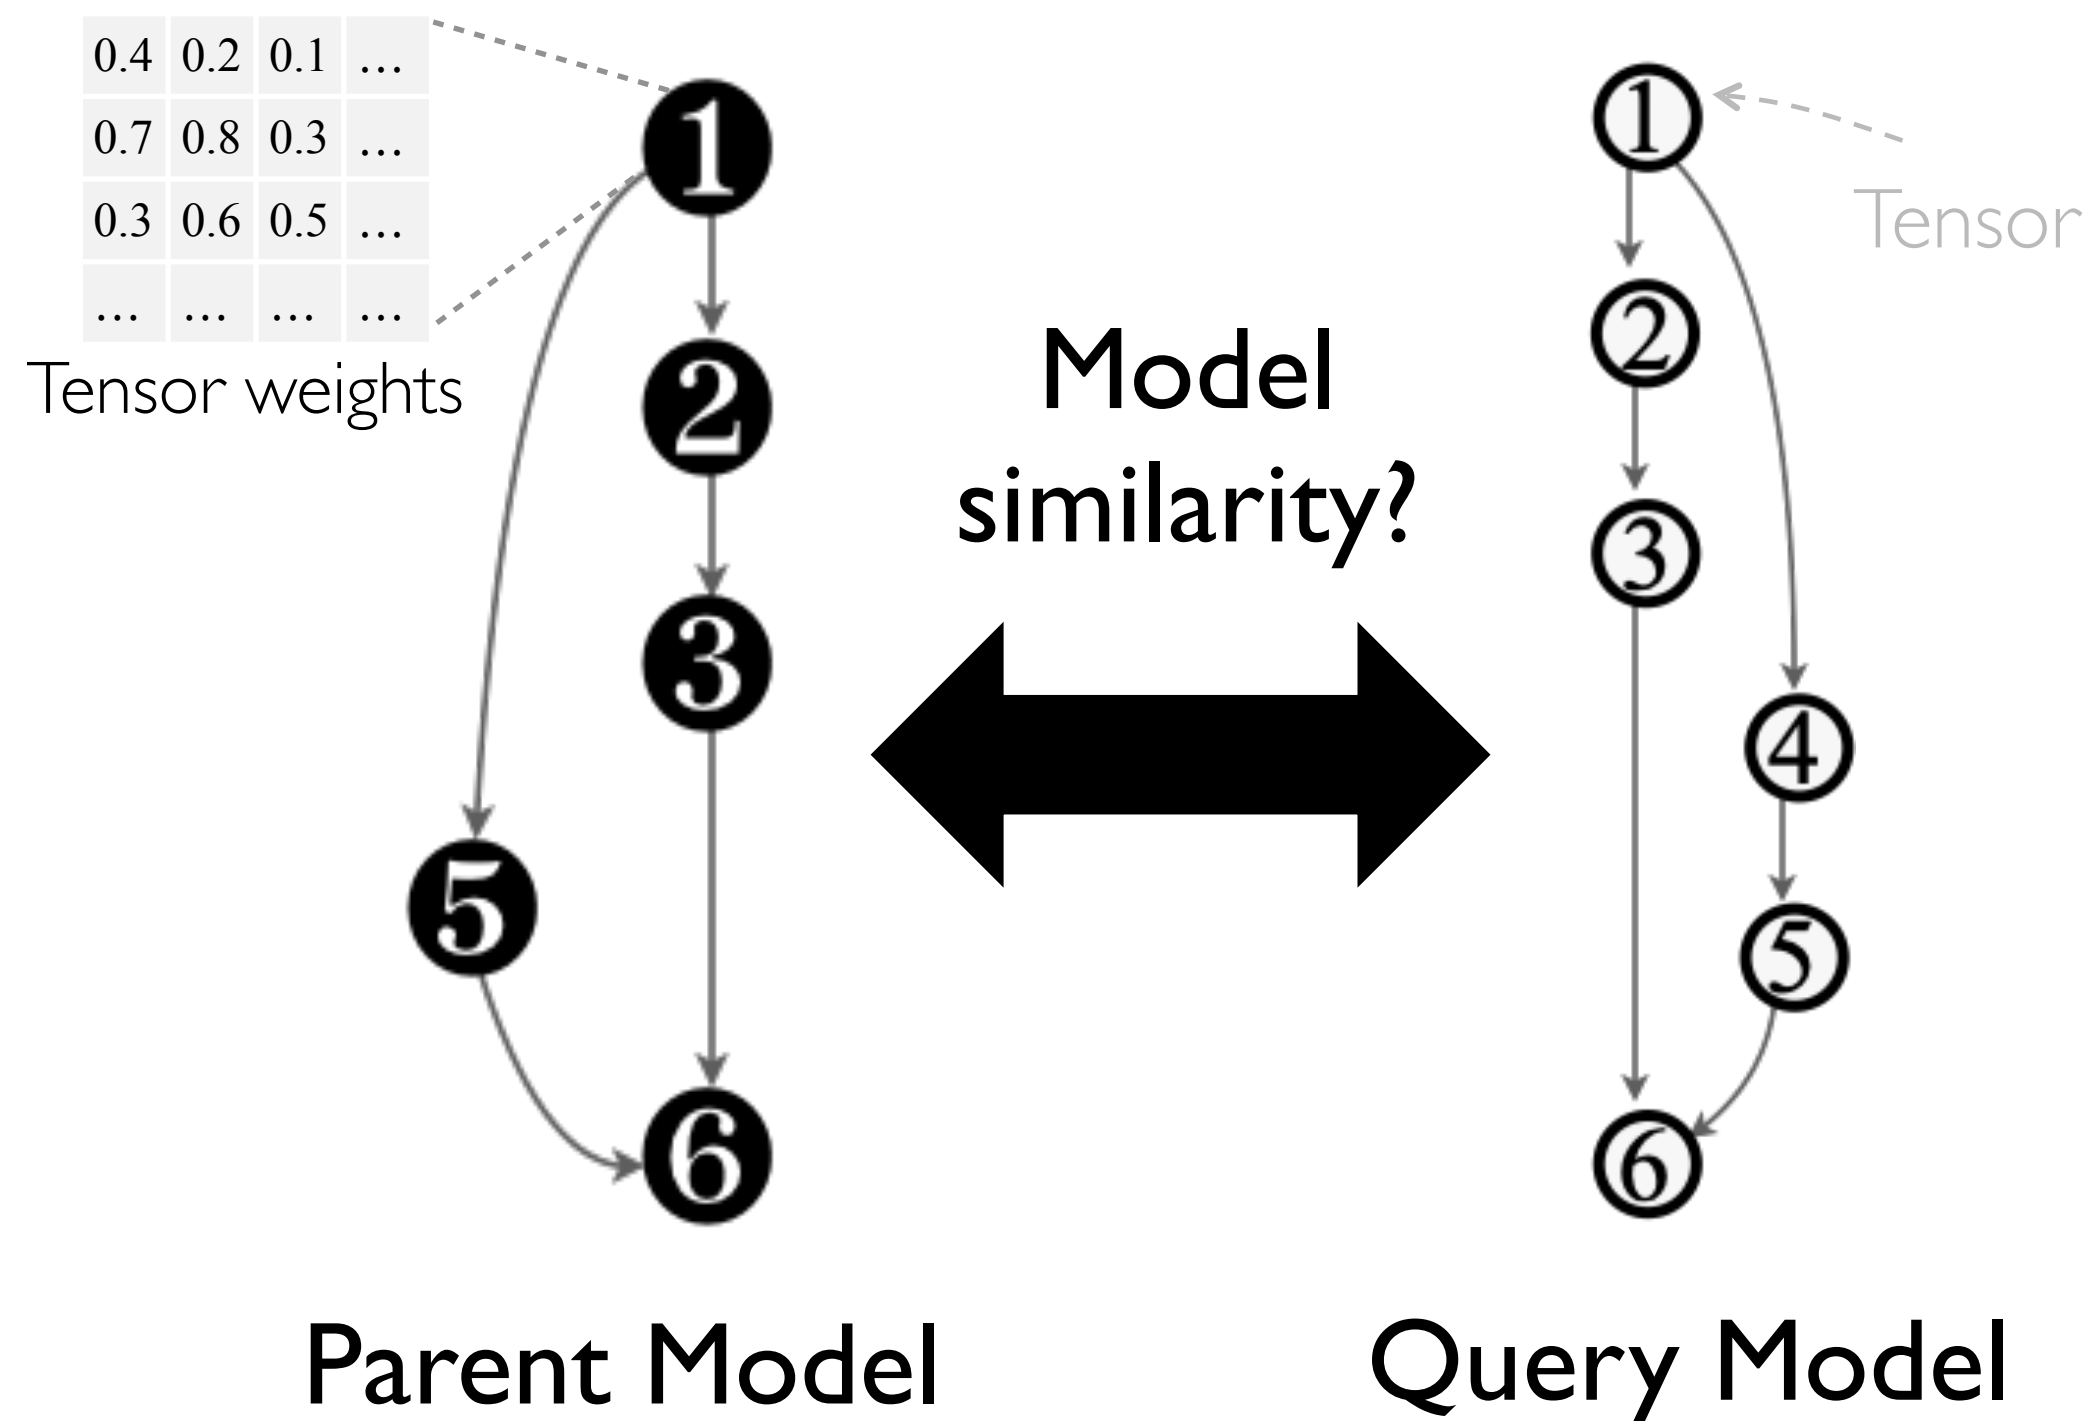 0.4 0.2 0.1 ...
0.7 0.8 0.3 ...
0.3 0.6 0.5 ...
... ... ... ...
Tensor weights
1
2
3
5
6
Parent Model
Model
similarity?
1
Tensor
2
3
4
5
6
Query Model